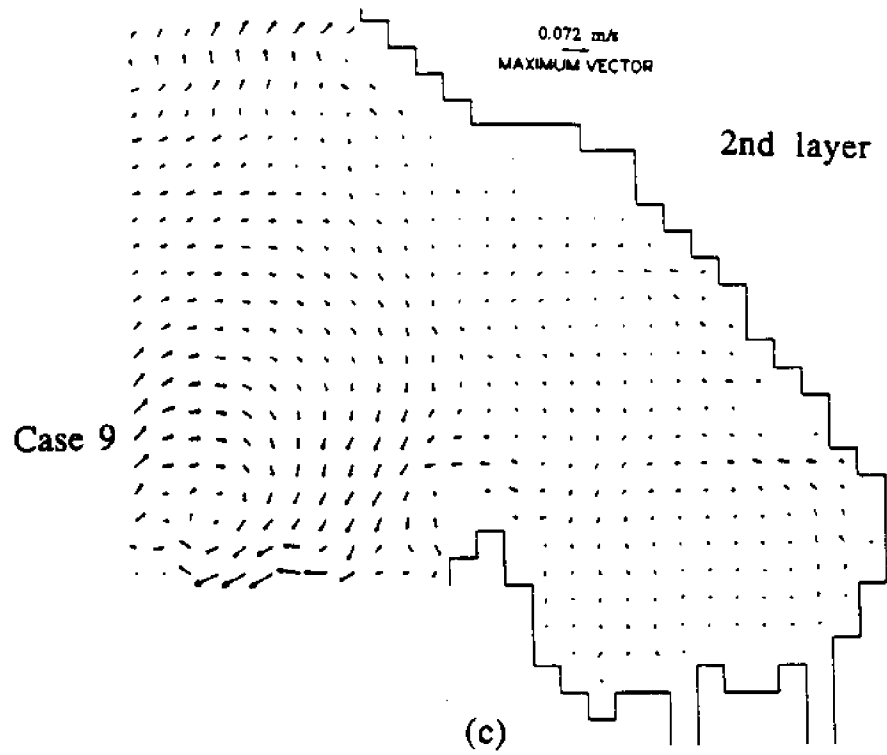 0.072 m/s
MAXIMUM VECTOR
2nd layer
Case 9
(c)